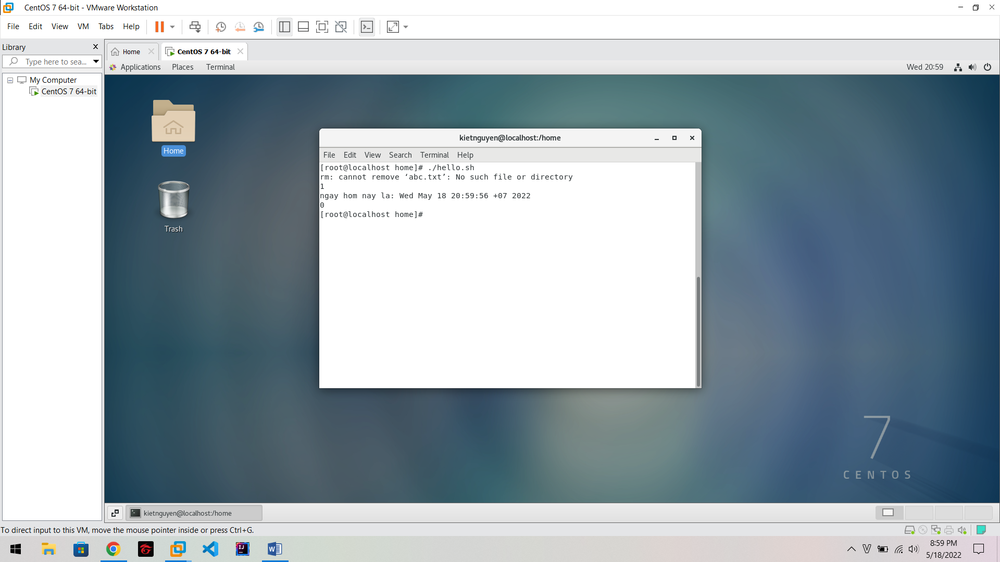 CentOS 7 64-bit - VMware Workstation
File Edit View VM Tabs Help
Library
Type here to sea...
My Computer
CentOS 7 64-bit
Home
CentOS 7 64-bit
Applications Places Terminal
Wed 20:59
Home
Trash
kietnguyen@localhost:/home
File Edit View Search Terminal Help
[root@localhost home]# ./hello.sh
rm: cannot remove ‘abc.txt’: No such file or directory
1
ngay hom nay la: Wed May 18 20:59:56 +07 2022
0
[root@localhost home]#
7
CENTOS
kietnguyen@localhost:/home
To direct input to this VM, move the mouse pointer inside or press Ctrl+G.
8:59 PM
5/18/2022